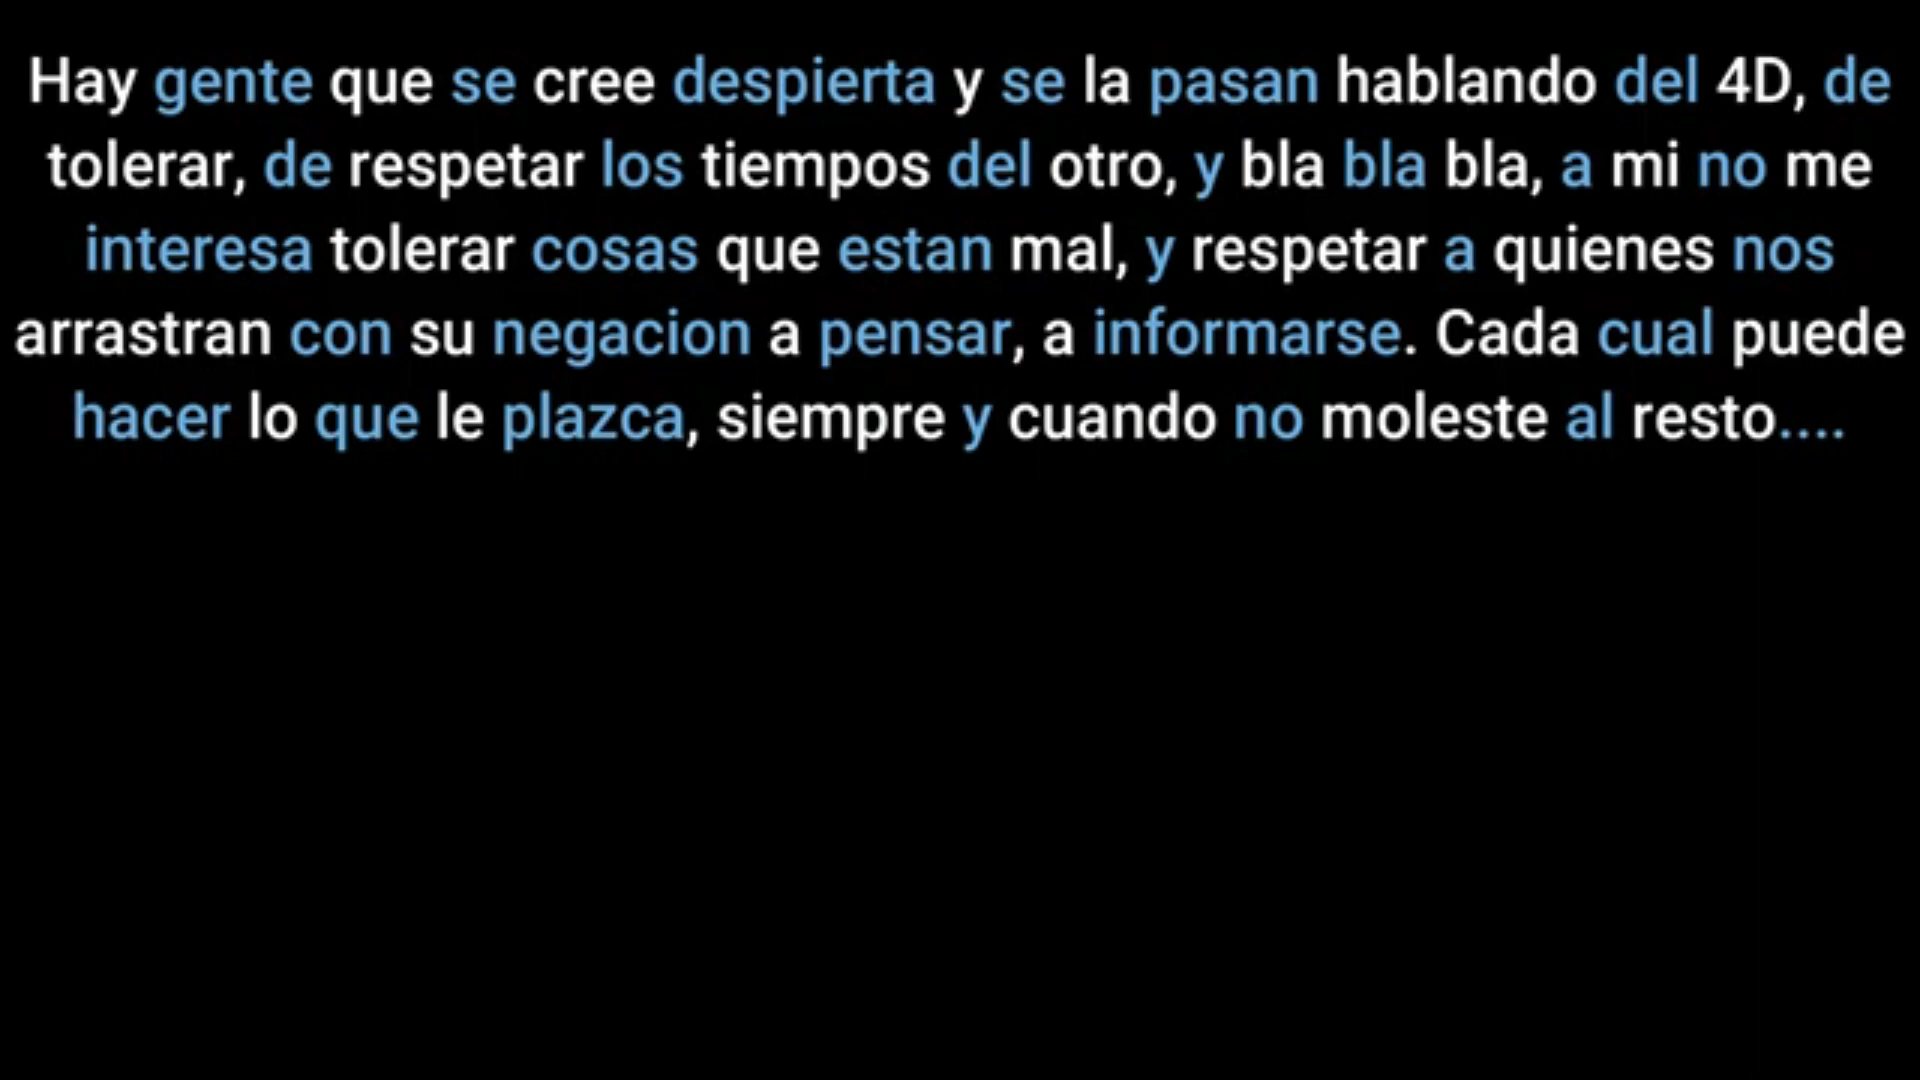 Hay gente que se cree despierta y se la pasan hablando del 4D, de
tolerar, de respetar los tiempos del otro, y bla bla bla, a mi no me
interesa tolerar cosas que estan mal, y respetar a quienes nos
arrastran con su negacion a pensar, a informarse. Cada cual puede
hacer lo que le plazca, siempre y cuando no moleste al resto....